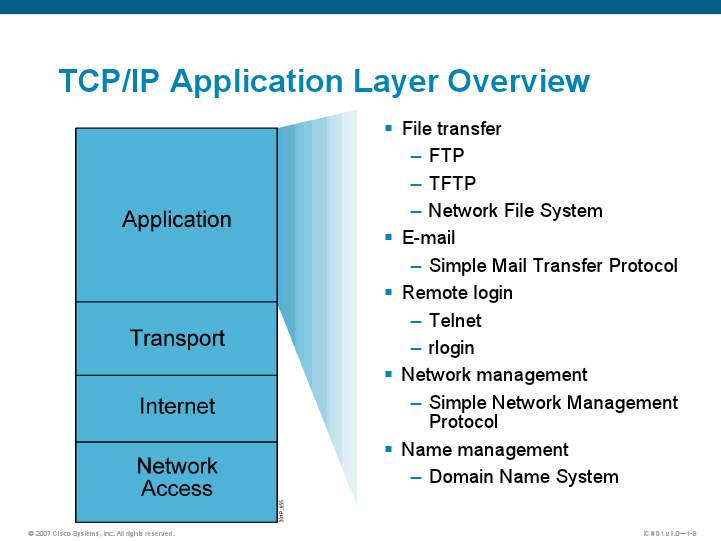 TCP/IP Application Layer Overview
Application
Transport
Internet
Network
Access
▪ File transfer
– FTP
– TFTP
– Network File System
▪ E-mail
– Simple Mail Transfer Protocol
▪ Remote login
– Telnet
– rlogin
▪ Network management
– Simple Network Management
Protocol
▪ Name management
– Domain Name System
© 2007 Cisco Systems, Inc. All rights reserved.
ICND1 v1.0—1-8